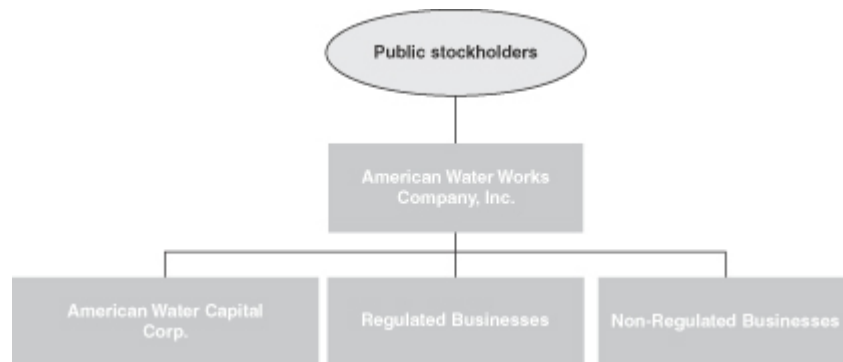 Public stockholders
American Water Works
Company, Inc.
American Water Capital
Corp.
Regulated Businesses
Non-Regulated Businesses